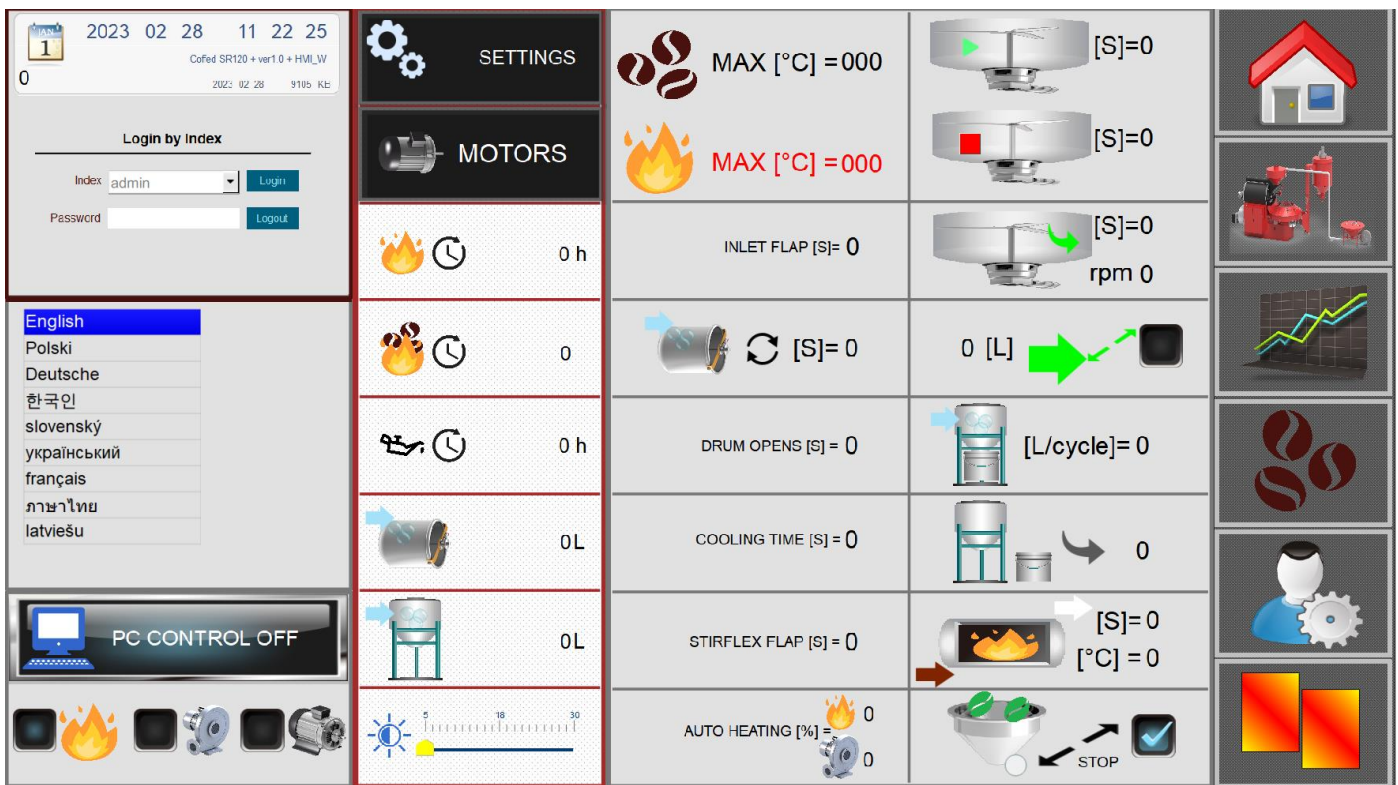 JAN
1
2023 02 28 11 22 25
CoFed SR120 + ver1.0 + HMI_W
0
2023 02 28 9105 KB
Login by Index
Index admin Login
Password Logout
English
Polski
Deutsche
한국인
slovenský
український
français
ภาษาไทย
latviešu
PC CONTROL OFF
SETTINGS
MOTORS
0 h
0
0 h
0L
0L
5 18 30
MAX [°C] =000
MAX [°C] =000
INLET FLAP [S]= 0
[S]= 0
DRUM OPENS [S] = 0
COOLING TIME [S] = 0
STIRFLEX FLAP [S] = 0
AUTO HEATING [%] =
0
0
[S]=0
[S]=0
[S]=0
rpm 0
0 [L]
[L/cycle]= 0
0
[S]= 0
[°C] = 0
STOP